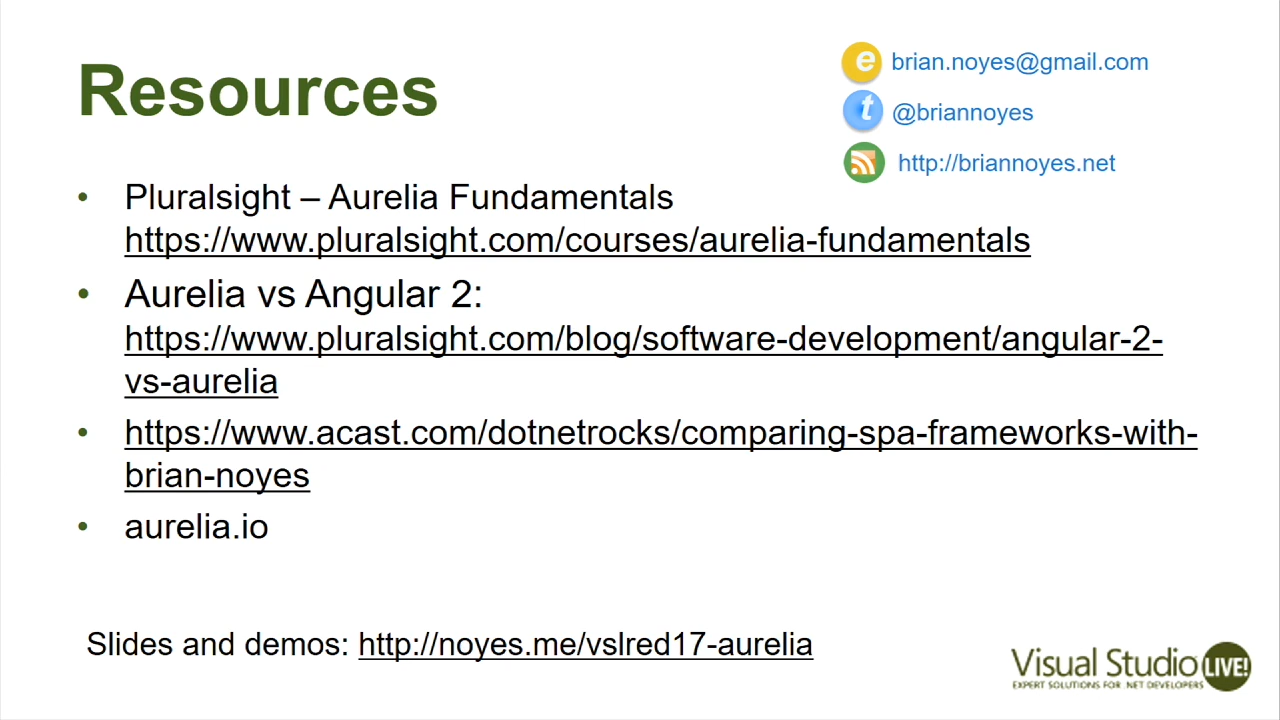 Resources
e brian.noyes@gmail.com
t @briannoyes
http://briannoyes.net
• Pluralsight – Aurelia Fundamentals
https://www.pluralsight.com/courses/aurelia-fundamentals
• Aurelia vs Angular 2:
https://www.pluralsight.com/blog/software-development/angular-2-
vs-aurelia
• https://www.acast.com/dotnetrocks/comparing-spa-frameworks-with-
brian-noyes
• aurelia.io
Slides and demos: http://noyes.me/vslred17-aurelia
Visual Studio LIVE!
EXPERT SOLUTIONS FOR .NET DEVELOPERS